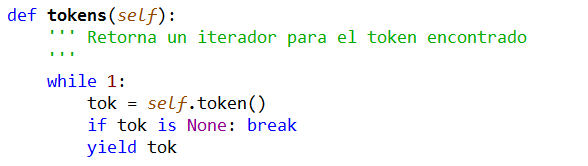 def tokens(self):
    ''' Retorna un iterador para el token encontrado
    '''
    while 1:
        tok = self.token()
        if tok is None: break
        yield tok